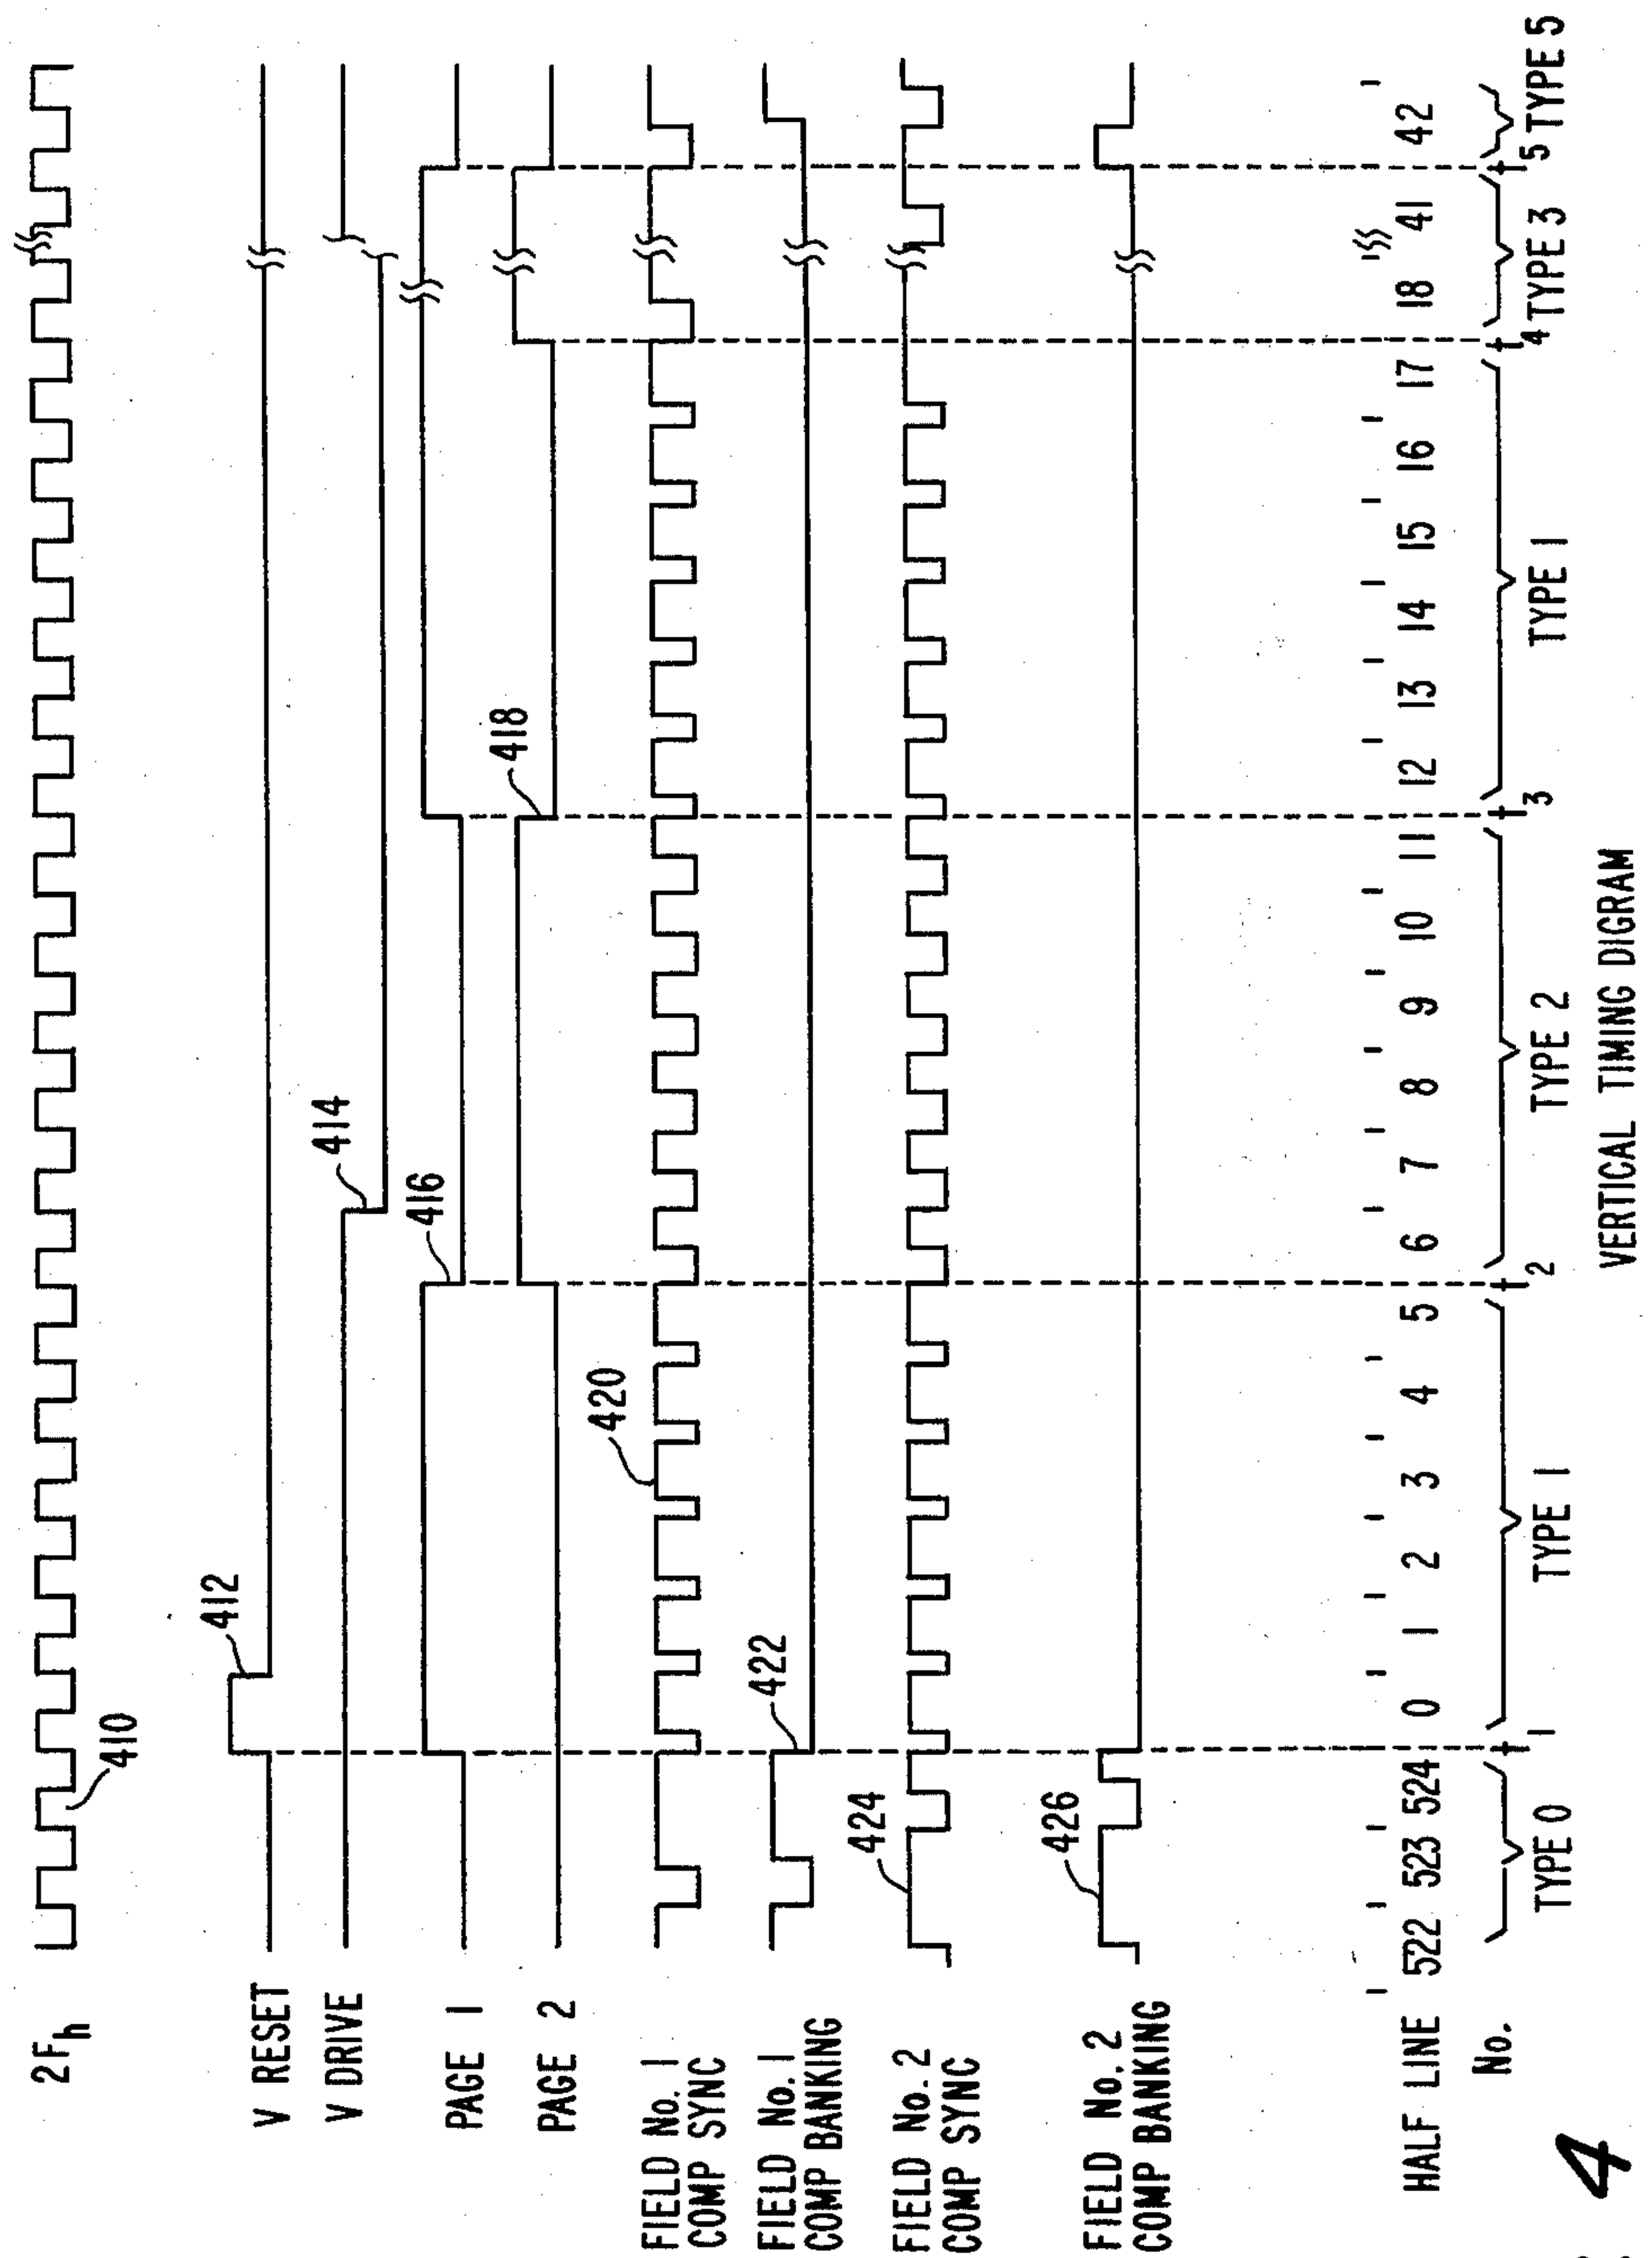 2Fh
410
V RESET
412
V DRIVE
414
PAGE 1
416
PAGE 2
418
FIELD No. 1
COMP SYNC
420
FIELD No. 1
COMP BANKING
422
FIELD No. 2
COMP SYNC
424
FIELD No. 2
COMP BANKING
426
HALF LINE 522 523 524 0 1 2 3 4 5 6 7 8 9 10 11 12 13 14 15 16 17 18 41 42
No.
1 2 3 4 5
TYPE 0 TYPE 1 TYPE 2 TYPE 1 TYPE 3 TYPE 5
VERTICAL TIMING DIGRAM
4